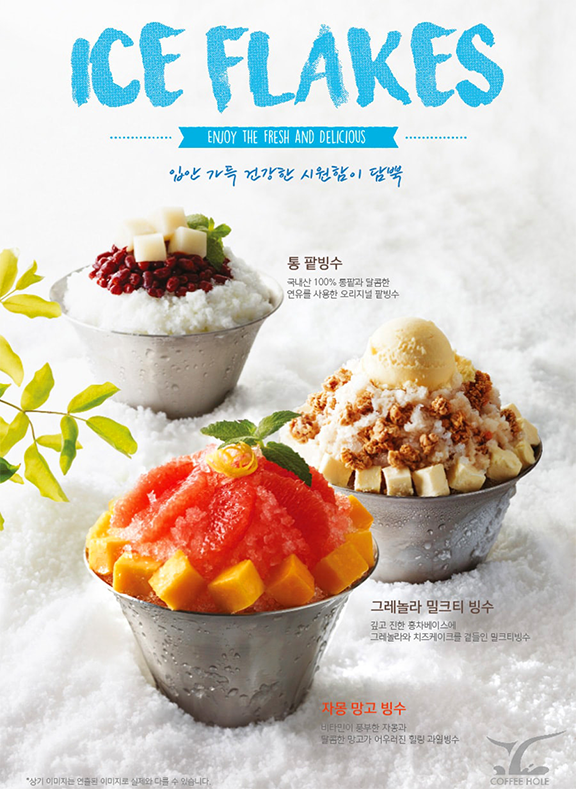 ICE FLAKES
ENJOY THE FRESH AND DELICIOUS
입안 가득 건강한 시원함이 담뿍
통 팥빙수
국내산 100% 통팥과 달콤한
연유를 사용한 오리지널 팥빙수
그레놀라 밀크티 빙수
깊고 진한 홍차베이스에
그레놀라와 치즈케이크를 곁들인 밀크티빙수
자몽 망고 빙수
비타민이 풍부한 자몽과
달콤한 망고가 어우러진 힐링 과일빙수
*상기 이미지는 연출된 이미지로 실제와 다를 수 있습니다.
COFFEE HOLE